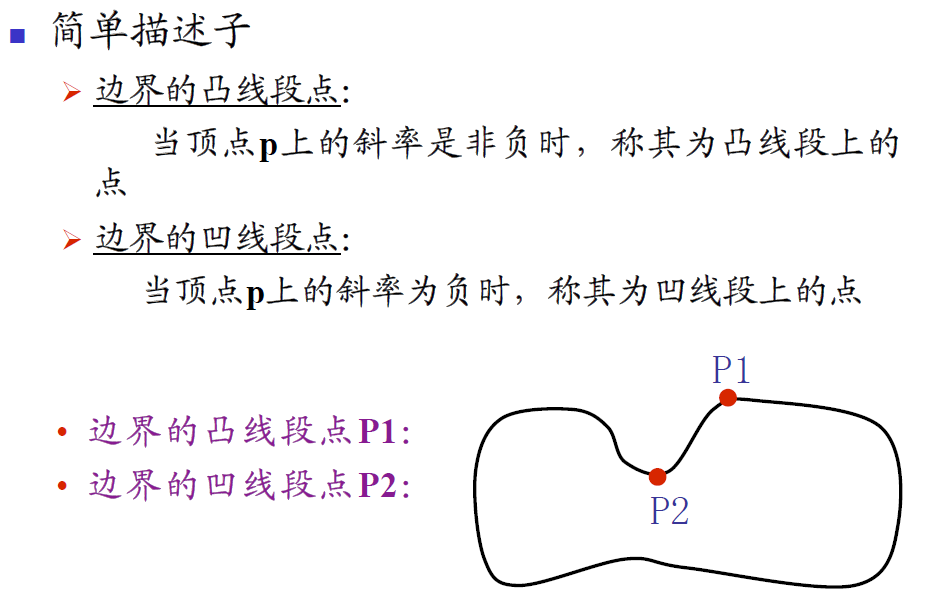 简单描述子
边界的凸线段点:
当顶点p上的斜率是非负时，称其为凸线段上的
点
边界的凹线段点:
当顶点p上的斜率为负时，称其为凹线段上的点
P1
边界的凸线段点P1:
边界的凹线段点P2:
P2